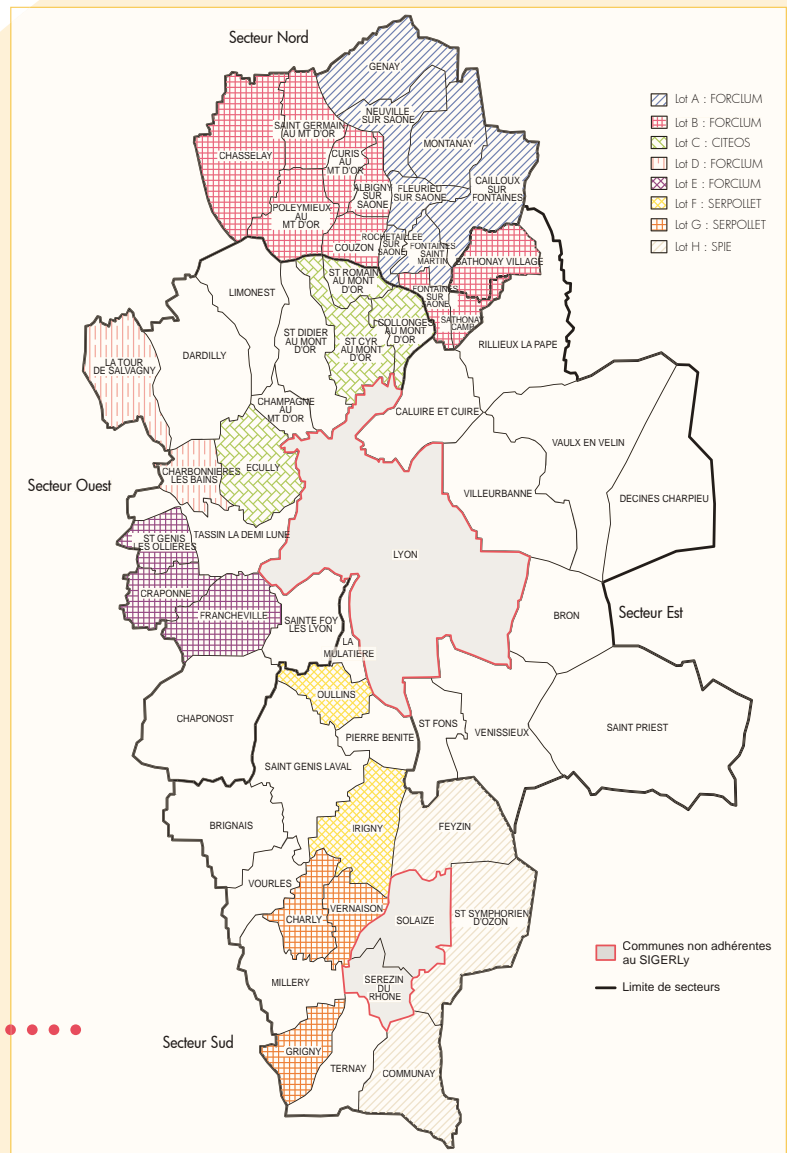 Secteur Nord
GENAY
NEUVILLE
SUR SAONE
SAINT GERMAIN
AU MT D'OR
MONTANAY
CHASSELAY
CURIS
AU
MT D'OR
CAILLOUX
SUR
FONTAINES
ALBIGNY
SUR
SAONE
FLEURIEU
SUR SAONE
POLEYMIEUX
AU
MT D'OR
ROCHETAILLEE
SUR
SAONE
COUZON
FONTAINES
SAINT
MARTIN
SATHONAY VILLAGE
ST ROMAIN
AU MONT
D'OR
LIMONEST
FONTAINES
SUR
SAONE
SATHONAY
CAMP
COLLONGES
AU MONT
D'OR
ST DIDIER
AU MONT
D'OR
ST CYR
AU MONT
D'OR
RILLIEUX LA PAPE
DARDILLY
LA TOUR
DE SALVAGNY
CHAMPAGNE
AU
MT D'OR
CALUIRE ET CUIRE
VAULX EN VELIN
Secteur Ouest
CHARBONNIERES
LES BAINS
ECULLY
VILLEURBANNE
DECINES CHARPIEU
TASSIN LA DEMI LUNE
ST GENIS
LES OLLIERES
LYON
CRAPONNE
FRANCHEVILLE
SAINTE FOY
LES LYON
BRON
Secteur Est
LA
MULATIERE
OULLINS
CHAPONOST
PIERRE BENITE
ST FONS
VENISSIEUX
SAINT PRIEST
SAINT GENIS LAVAL
BRIGNAIS
IRIGNY
FEYZIN
VOURLES
CHARLY
VERNAISON
SOLAIZE
ST SYMPHORIEN
D'OZON
MILLERY
SEREZIN
DU
RHONE
Secteur Sud
GRIGNY
TERNAY
COMMUNAY
Lot A : FORCLUM
Lot B : FORCLUM
Lot C : CITEOS
Lot D : FORCLUM
Lot E : FORCLUM
Lot F : SERPOLLET
Lot G : SERPOLLET
Lot H : SPIE
Communes non adhérentes
au SIGERLy
Limite de secteurs